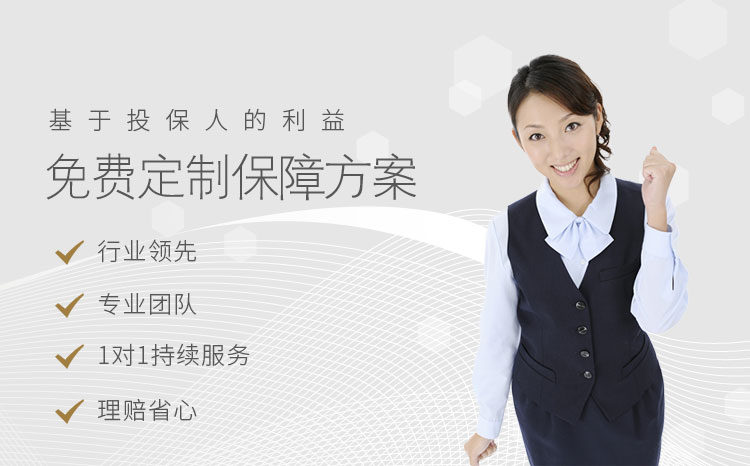 基于投保人的利益
免费定制保障方案
行业领先
专业团队
1对1持续服务
理赔省心